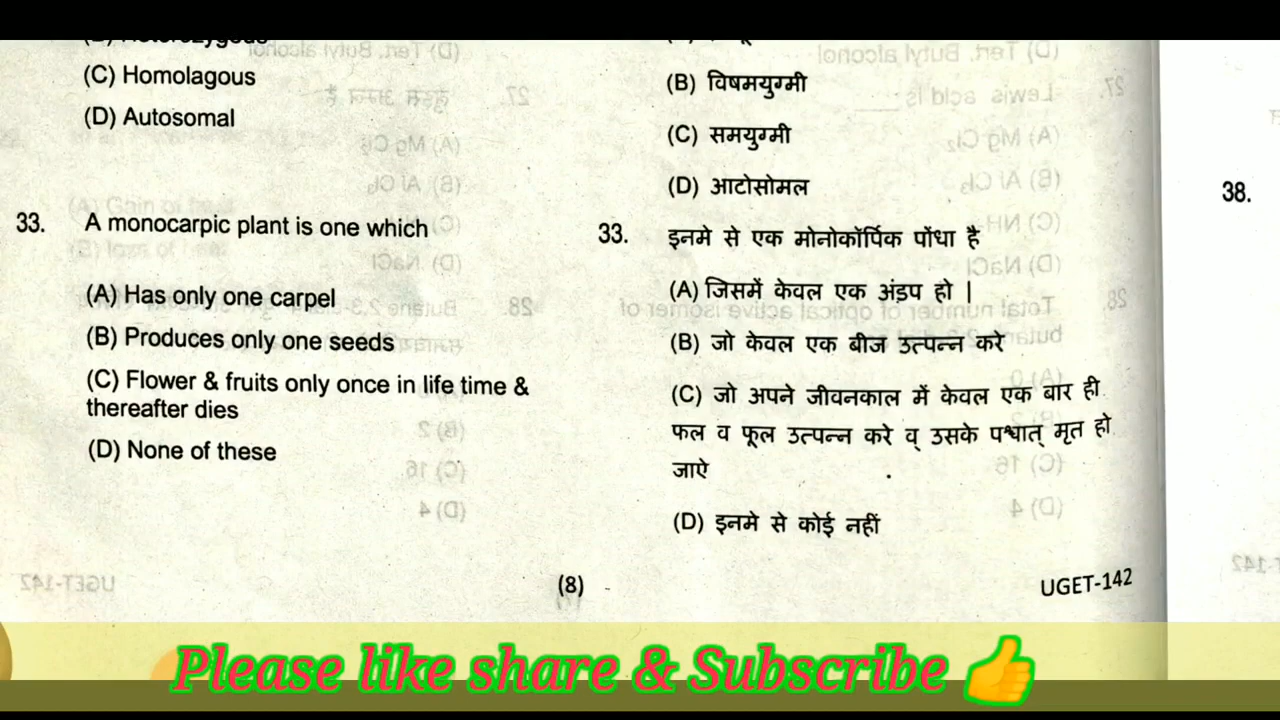 (C) Homolagous
(D) Autosomal
33. A monocarpic plant is one which
(A) Has only one carpel
(B) Produces only one seeds
(C) Flower & fruits only once in life time &
thereafter dies
(D) None of these
(B) विषमयुग्मी
(C) समयुग्मी
(D) आटोसोमल
33. इनमे से एक मोनोकॉर्पिक पोंधा है
(A) जिसमें केवल एक अंडप हो |
(B) जो केवल एक बीज उत्पन्न करे
(C) जो अपने जीवनकाल में केवल एक बार ही
फल व फूल उत्पन्न करे व् उसके पश्चात् मृत हो
जाऐ
(D) इनमे से कोई नहीं
38.
(8)
UGET-142
Please like share & Subscribe